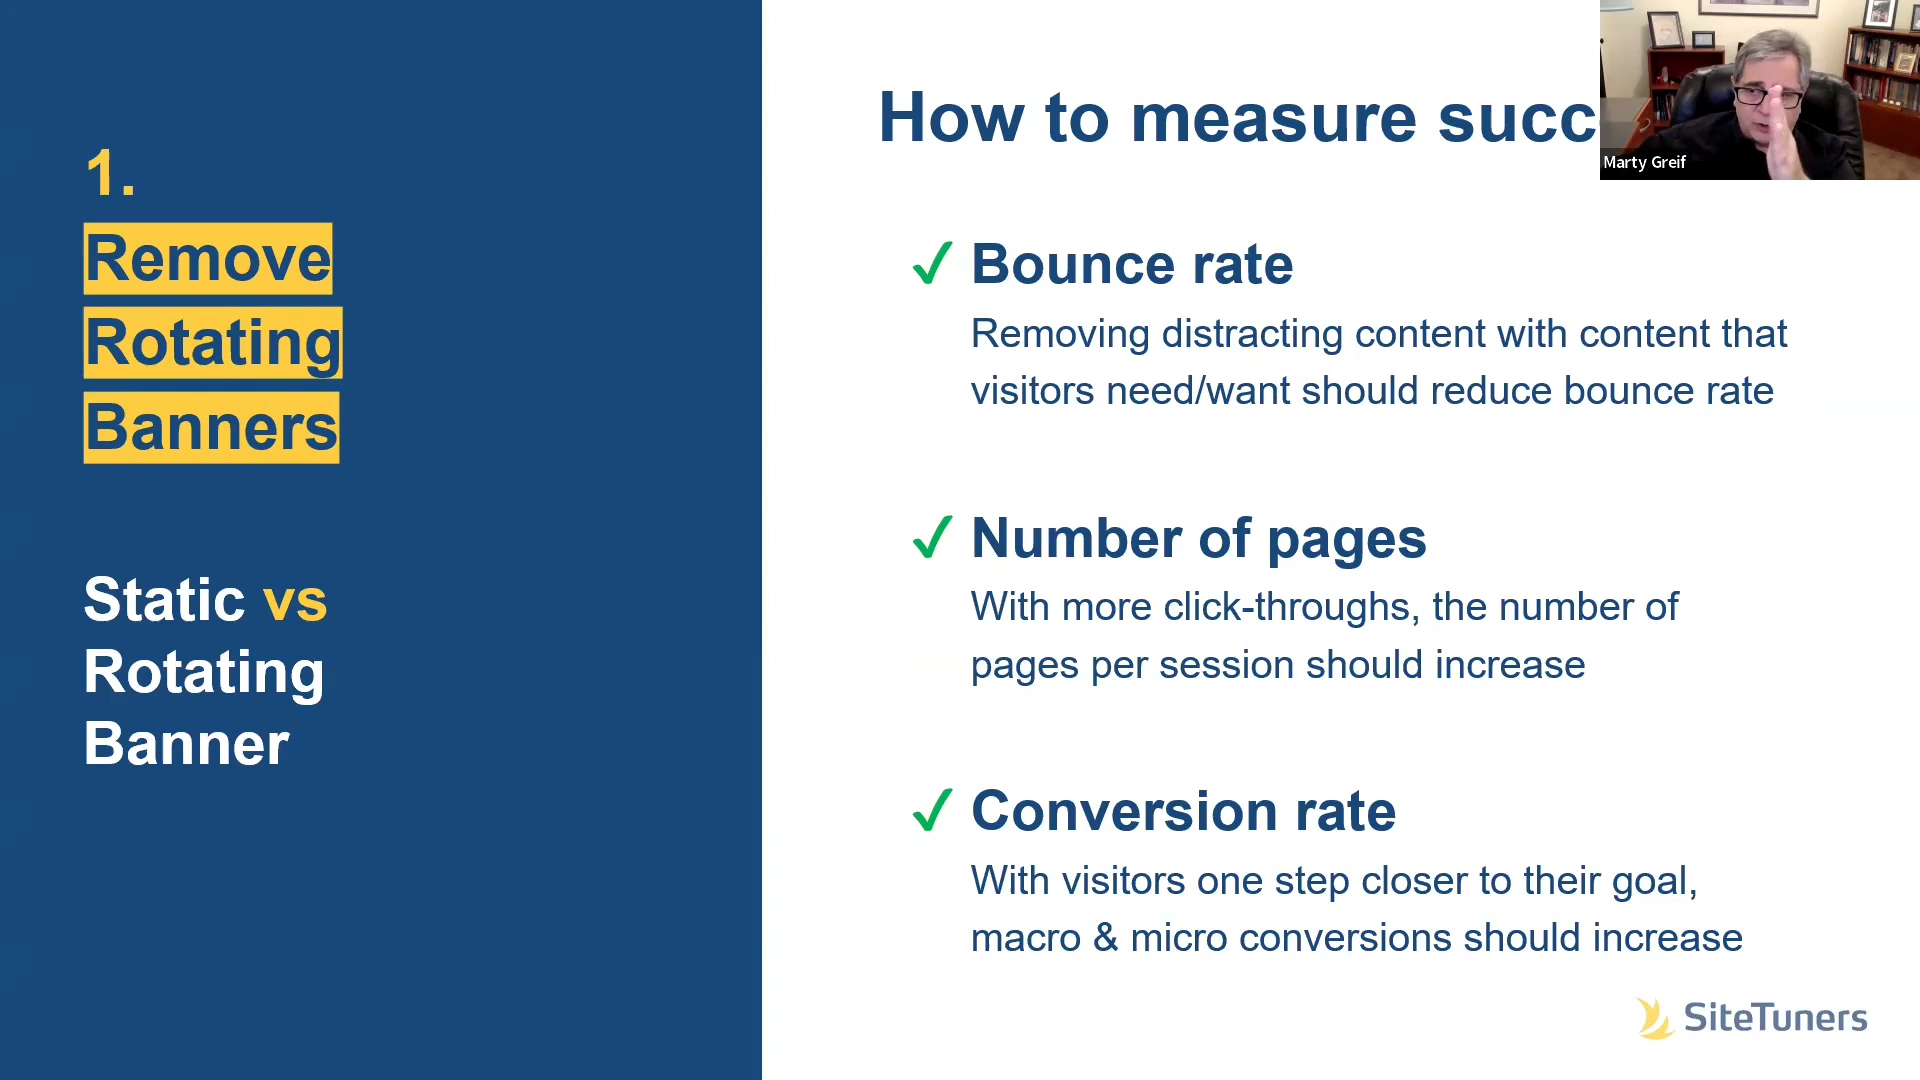 1.
Remove
Rotating
Banners
Static vs
Rotating
Banner
How to measure succ
Marty Greif
✓ Bounce rate
Removing distracting content with content that
visitors need/want should reduce bounce rate
✓ Number of pages
With more click-throughs, the number of
pages per session should increase
✓ Conversion rate
With visitors one step closer to their goal,
macro & micro conversions should increase
SiteTuners